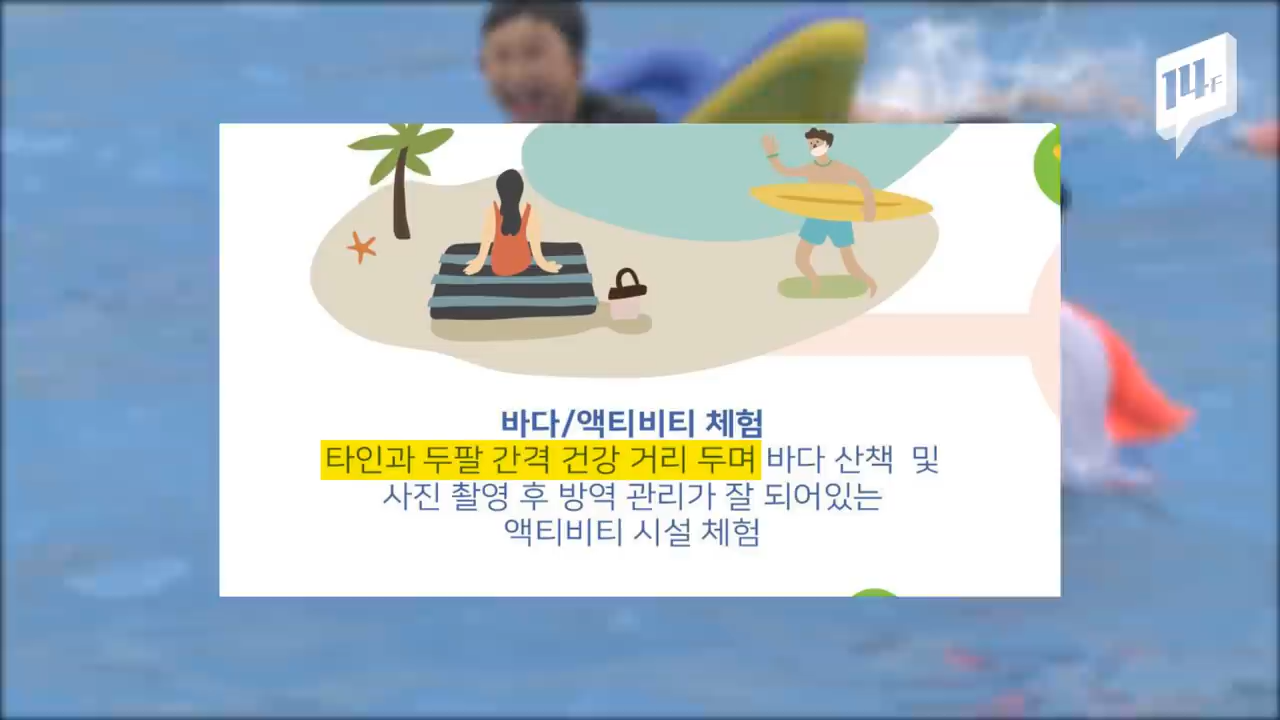 14F
바다/액티비티 체험
타인과 두팔 간격 건강 거리 두며 바다 산책 및
사진 촬영 후 방역 관리가 잘 되어있는
액티비티 시설 체험